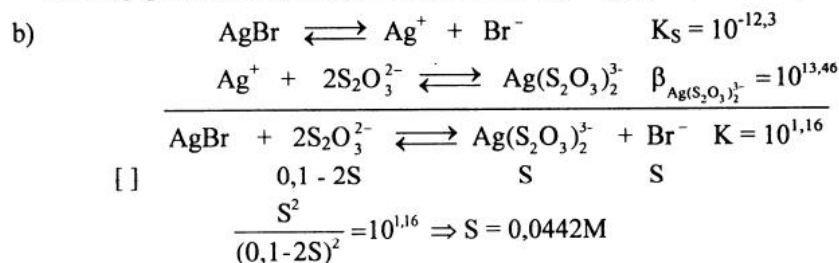 b) AgBr ⇌ Ag⁺ + Br⁻ K_S = 10^{-12,3}
Ag⁺ + 2S₂O₃²⁻ ⇌ Ag(S₂O₃)₂³⁻ β_{Ag(S₂O₃)₂³⁻} = 10^{13,46}
AgBr + 2S₂O₃²⁻ ⇌ Ag(S₂O₃)₂³⁻ + Br⁻ K = 10^{1,16}
[ ] 0,1 - 2S S S
S²/(0,1-2S)² = 10^{1,16} ⇒ S = 0,0442M